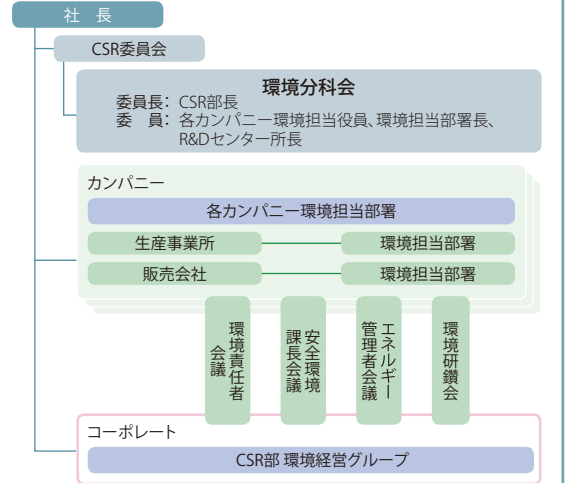 社 長
CSR委員会
環境分科会
委員長: CSR部長
委 員: 各カンパニー環境担当役員、環境担当部署長、
R&Dセンター所長
カンパニー
各カンパニー環境担当部署
生産事業所
環境担当部署
販売会社
環境担当部署
環境責任者
会議
安全環境
課長会議
エネルギー
管理者会議
環境研鑽会
コーポレート
CSR部 環境経営グループ